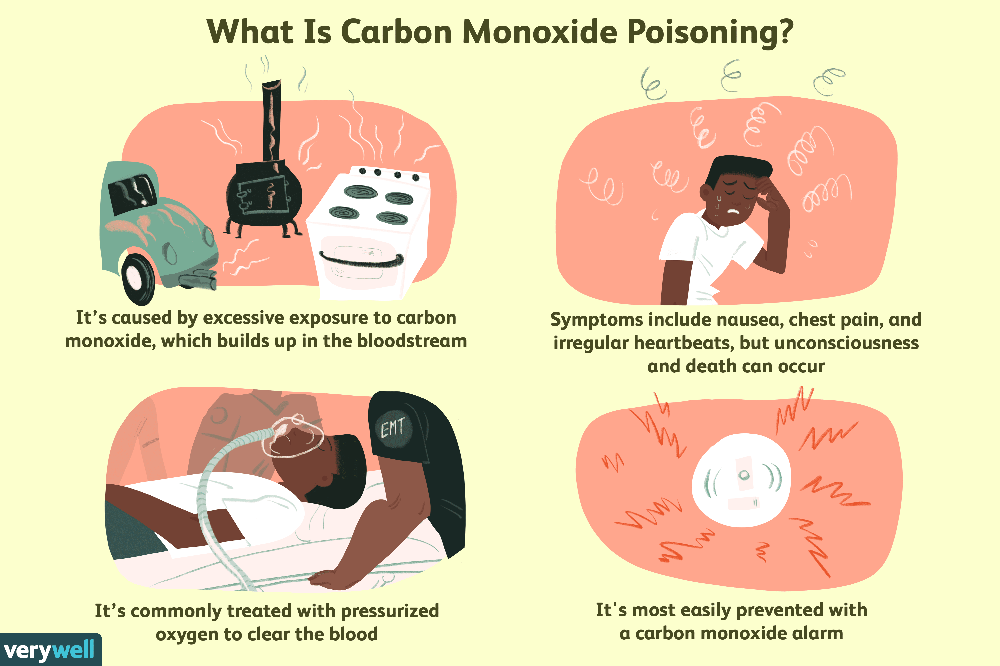 What Is Carbon Monoxide Poisoning?
It’s caused by excessive exposure to carbon
monoxide, which builds up in the bloodstream
Symptoms include nausea, chest pain, and
irregular heartbeats, but unconsciousness
and death can occur
EMT
It’s commonly treated with pressurized
oxygen to clear the blood
It's most easily prevented with
a carbon monoxide alarm
verywell